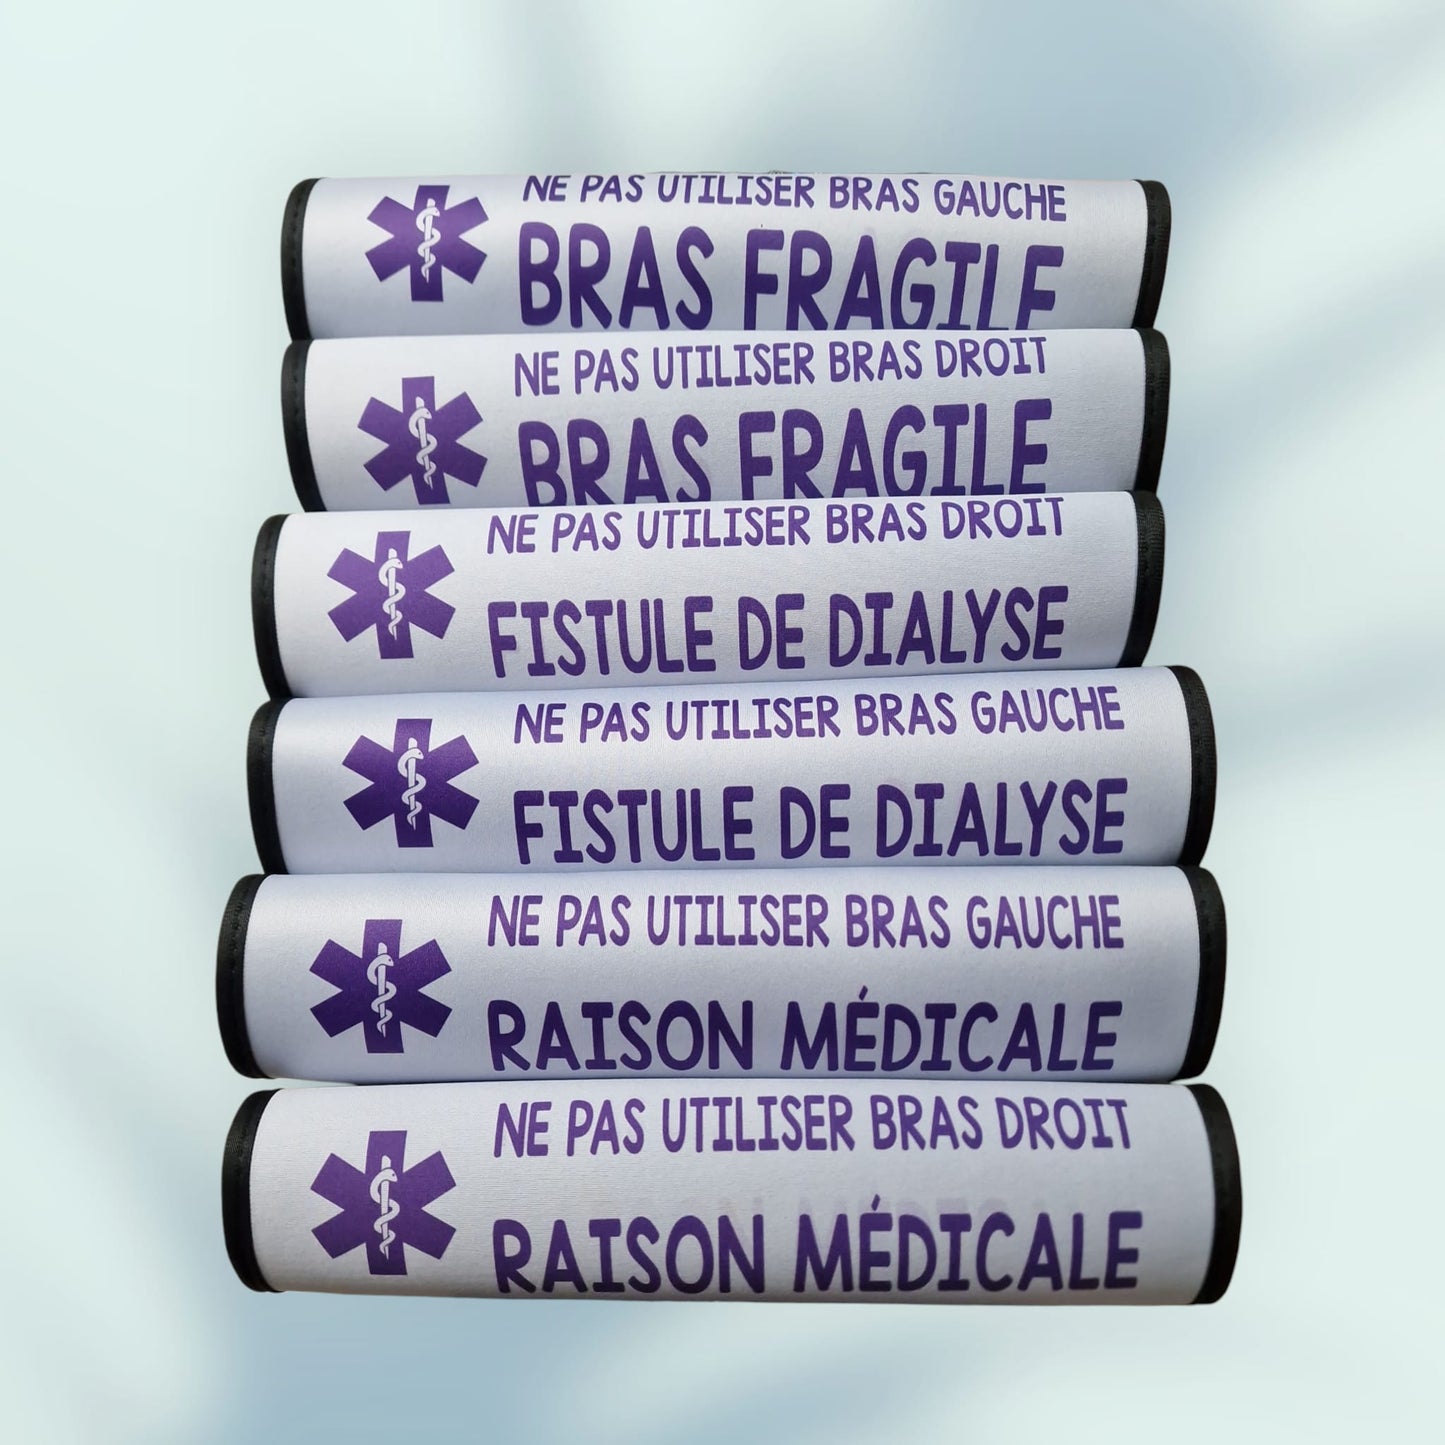 NE PAS UTILISER BRAS GAUCHE
BRAS FRAGILE
NE PAS UTILISER BRAS DROIT
BRAS FRAGILE
NE PAS UTILISER BRAS DROIT
FISTULE DE DIALYSE
NE PAS UTILISER BRAS GAUCHE
FISTULE DE DIALYSE
NE PAS UTILISER BRAS GAUCHE
RAISON MÉDICALE
NE PAS UTILISER BRAS DROIT
RAISON MÉDICALE